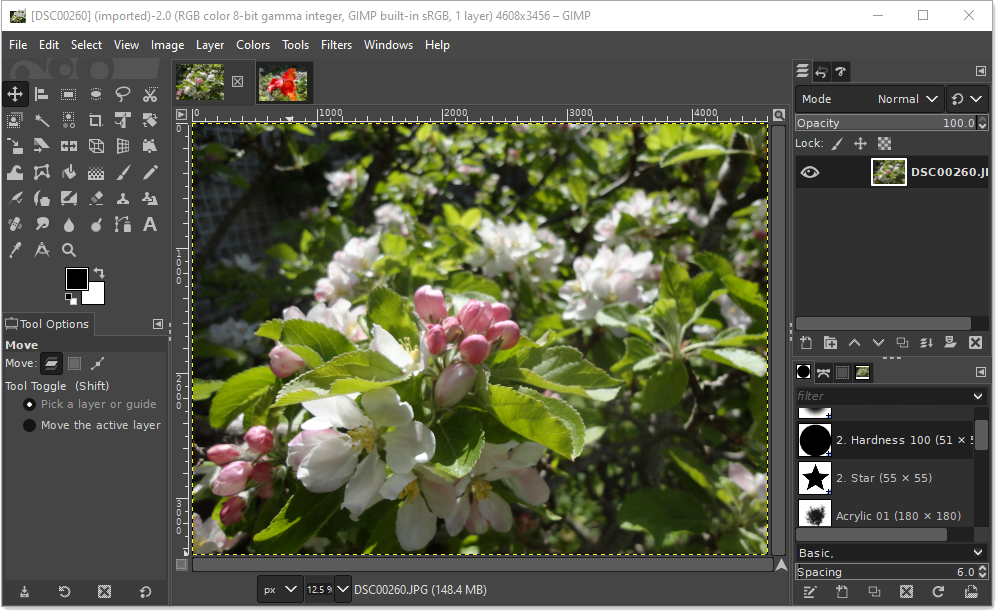 [DSC00260] (imported)-2.0 (RGB color 8-bit gamma integer, GIMP built-in sRGB, 1 layer) 4608x3456 – GIMP
File Edit Select View Image Layer Colors Tools Filters Windows Help
Mode Normal
Opacity 100.0
Lock:
0 1000 2000 3000 4000
0
1000
2000
3000
DSC00260.JP
Tool Options
Move
Move:
Tool Toggle (Shift)
Pick a layer or guide
Move the active layer
filter
2. Hardness 100 (51 × 5
2. Star (55 × 55)
Acrylic 01 (180 × 180)
Basic,
Spacing 6.0
px 12.5 % DSC00260.JPG (148.4 MB)